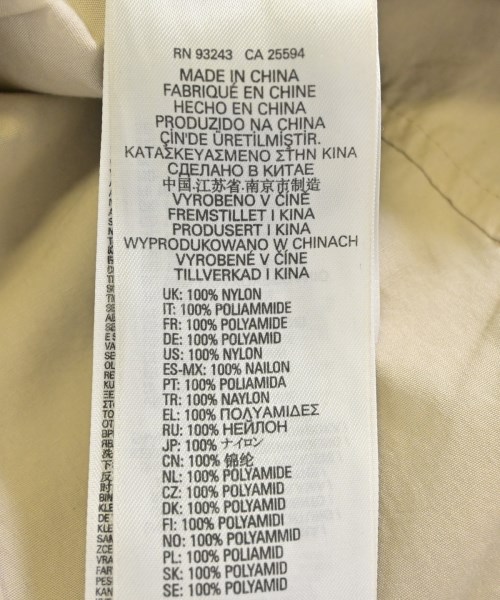 RN 93243 CA 25594
MADE IN CHINA
FABRIQUÉ EN CHINE
HECHO EN CHINA
PRODUZIDO NA CHINA
ÇİN'DE ÜRETİLMİŞTİR.
ΚΑΤΑΣΚΕΥΑΣΜΕΝΟ ΣΤΗΝ ΚΙΝΑ
СДЕЛАНО В КИТАЕ
中国.江苏省.南京市制造
VYROBENO V ČÍNE
FREMSTILLET I KINA
PRODUSERT I KINA
WYPRODUKOWANO W CHINACH
VYROBENÉ V ČÍNE
TILLVERKAD I KINA
UK: 100% NYLON
IT: 100% POLIAMMIDE
FR: 100% POLYAMIDE
DE: 100% POLYAMID
US: 100% NYLON
ES-MX: 100% NAILON
PT: 100% POLIAMIDA
TR: 100% NAYLON
EL: 100% ΠΟΛΥΑΜΙΔΕΣ
RU: 100% НЕЙЛОН
JP: 100% ナイロン
CN: 100% 锦纶
NL: 100% POLYAMIDE
CZ: 100% POLYAMID
DK: 100% POLYAMID
FI: 100% POLYAMIDI
NO: 100% POLYAMMID
PL: 100% POLIAMID
SK: 100% POLYAMID
SE: 100% POLYAMID